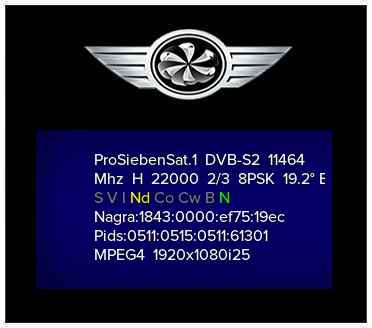 ProSiebenSat.1 DVB-S2 11464
Mhz H 22000 2/3 8PSK 19.2° E
S V I Nd Co Cw B N
Nagra:1843:0000:ef75:19ec
Pids:0511:0515:0511:61301
MPEG4 1920x1080i25